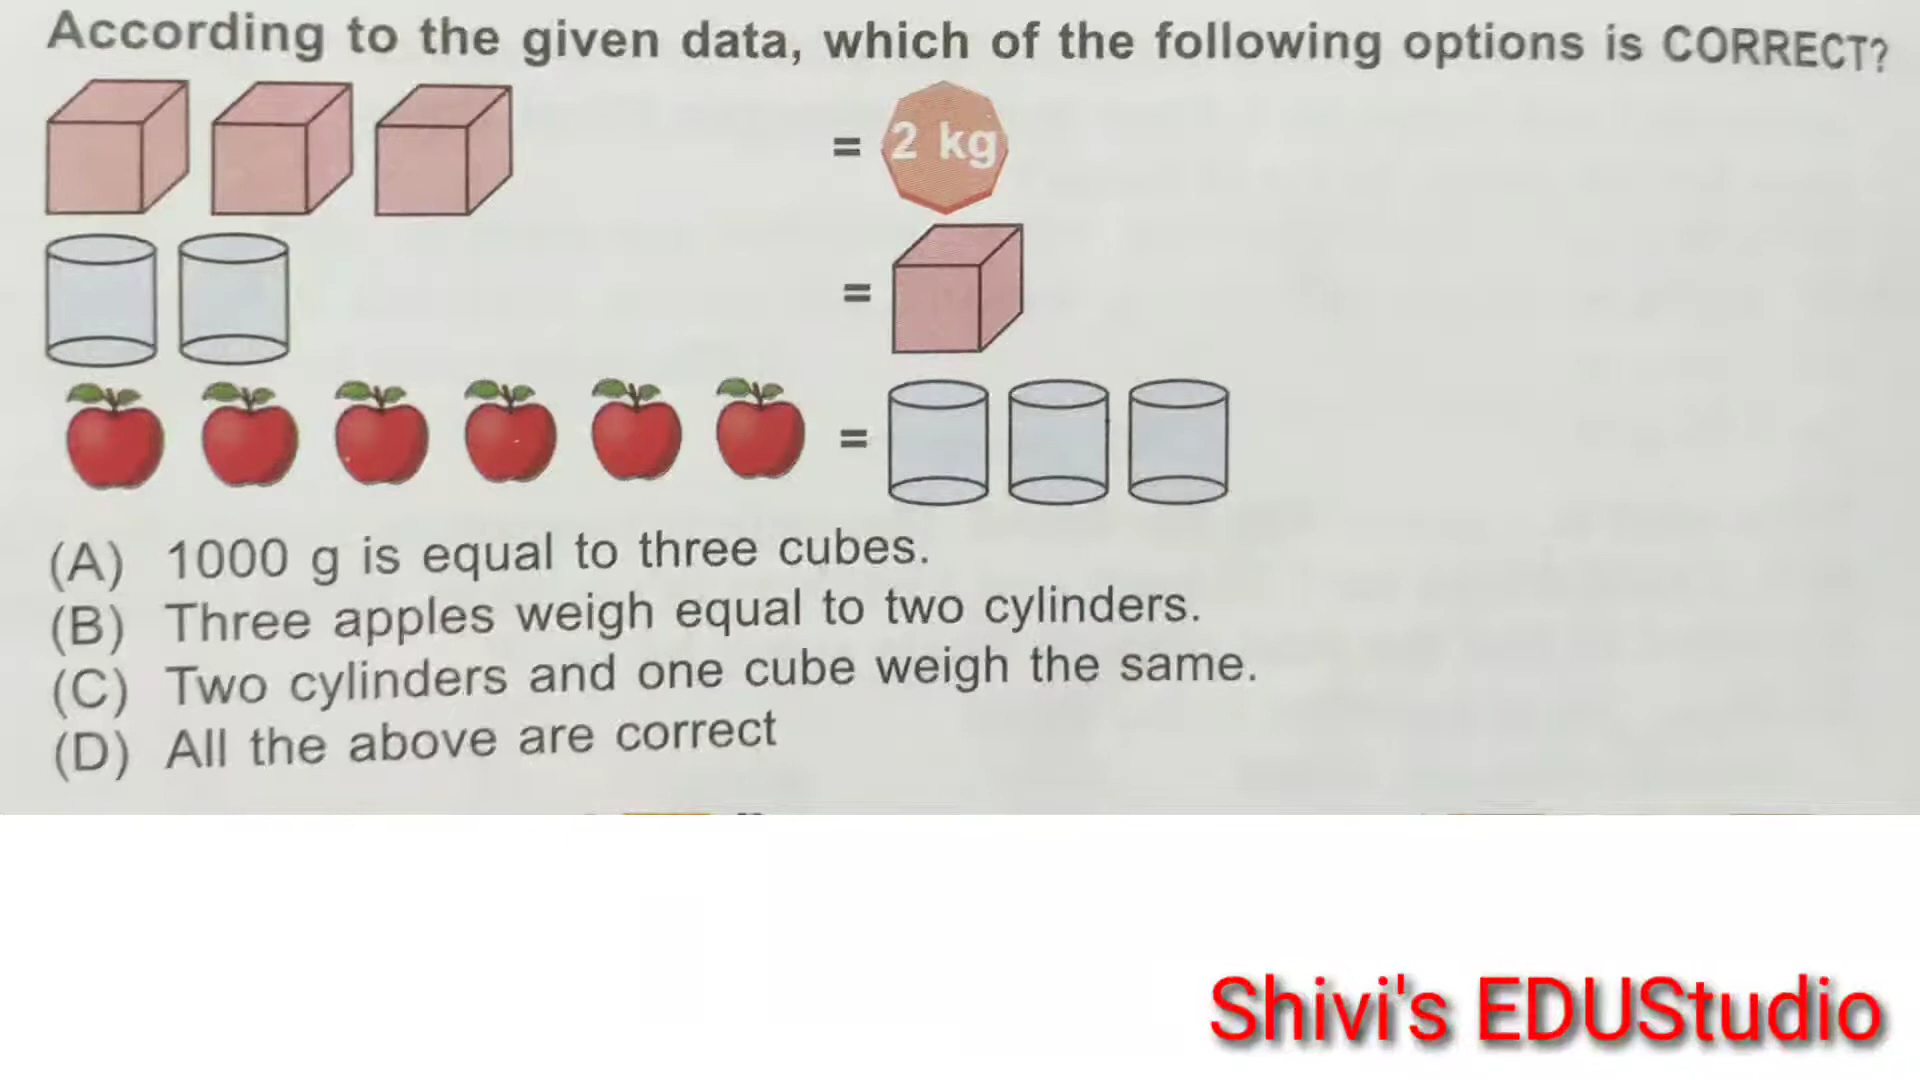 According to the given data, which of the following options is CORRECT?
= 2 kg
=
=
(A) 1000 g is equal to three cubes.
(B) Three apples weigh equal to two cylinders.
(C) Two cylinders and one cube weigh the same.
(D) All the above are correct
Shivi's EDUStudio